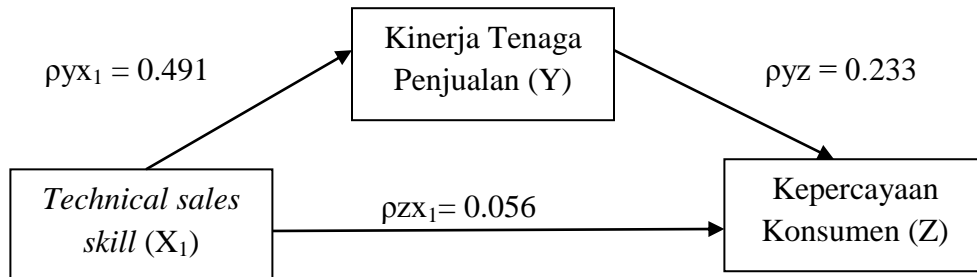 Kinerja Tenaga
Penjualan (Y)
ρyx₁ = 0.491
ρyz = 0.233
Technical sales
skill (X₁)
ρzx₁= 0.056
Kepercayaan
Konsumen (Z)